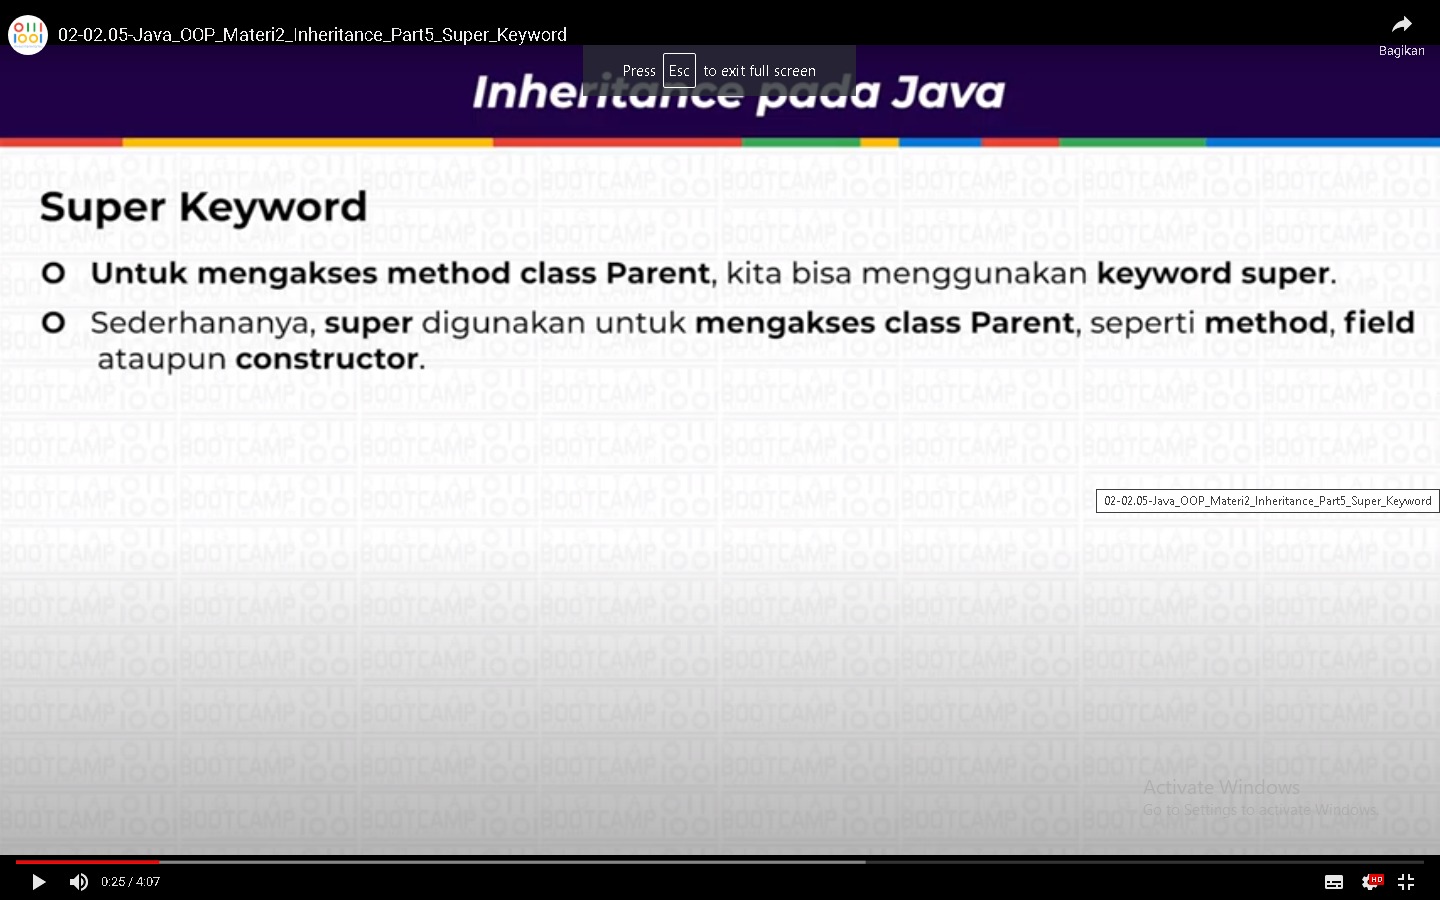 02-02.05-Java_OOP_Materi2_Inheritance_Part5_Super_Keyword
Bagikan
Press Esc to exit full screen
Inheritance pada Java
Super Keyword
O Untuk mengakses method class Parent, kita bisa menggunakan keyword super.
O Sederhananya, super digunakan untuk mengakses class Parent, seperti method, field
ataupun constructor.
02-02.05-Java_OOP_Materi2_Inheritance_Part5_Super_Keyword
Activate Windows
Go to Settings to activate Windows.
0:25 / 4:07
HD